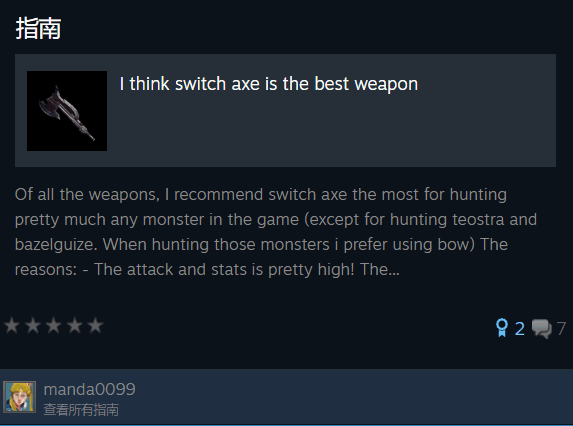 指南
I think switch axe is the best weapon
Of all the weapons, I recommend switch axe the most for hunting
pretty much any monster in the game (except for hunting teostra and
bazelguize. When hunting those monsters i prefer using bow) The
reasons: - The attack and stats is pretty high! The...
2 7
manda0099
查看所有指南